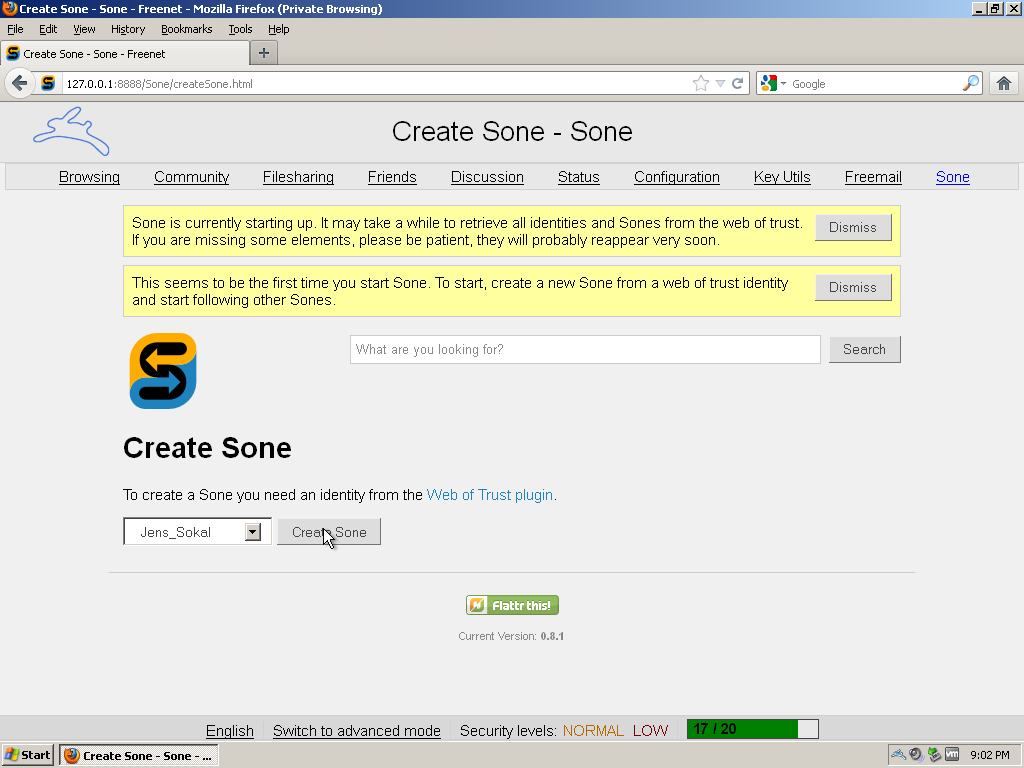 Create Sone - Sone - Freenet - Mozilla Firefox (Private Browsing)
File Edit View History Bookmarks Tools Help
Create Sone - Sone - Freenet
127.0.0.1:8888/Sone/createSone.html
Google
Create Sone - Sone
Browsing Community Filesharing Friends Discussion Status Configuration Key Utils Freemail Sone
Sone is currently starting up. It may take a while to retrieve all identities and Sones from the web of trust.
If you are missing some elements, please be patient, they will probably reappear very soon.
Dismiss
This seems to be the first time you start Sone. To start, create a new Sone from a web of trust identity
and start following other Sones.
Dismiss
What are you looking for?
Search
Create Sone
To create a Sone you need an identity from the Web of Trust plugin.
Jens_Sokal
Create Sone
Flattr this!
Current Version: 0.8.1
English Switch to advanced mode Security levels: NORMAL LOW 17 / 20
Start Create Sone - Sone - ... 9:02 PM